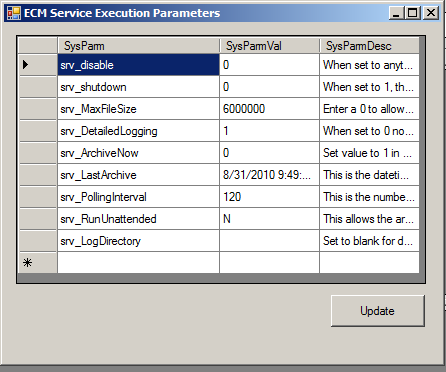 ECM Service Execution Parameters
SysParm SysParmVal SysParmDesc
srv_disable 0 When set to anyt...
srv_shutdown 0 When set to 1, th...
srv_MaxFileSize 6000000 Enter a 0 to allow...
srv_DetailedLogging 1 When set to 0 no...
srv_ArchiveNow 0 Set value to 1 in ...
srv_LastArchive 8/31/2010 9:49:... This is the dateti...
srv_PollingInterval 120 This is the numbe...
srv_RunUnattended N This allows the ar...
srv_LogDirectory Set to blank for d...
Update